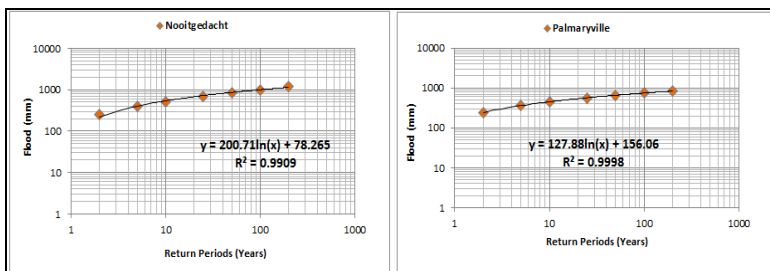 Nooitgedacht
10000
1000
100
10
1
Flood (mm)
y = 200.71ln(x) + 78.265
R² = 0.9909
1
10
100
1000
Return Periods (Years)
Palmaryville
10000
1000
100
10
1
Flood (mm)
y = 127.88ln(x) + 156.06
R² = 0.9998
1
10
100
1000
Return Periods (Years)